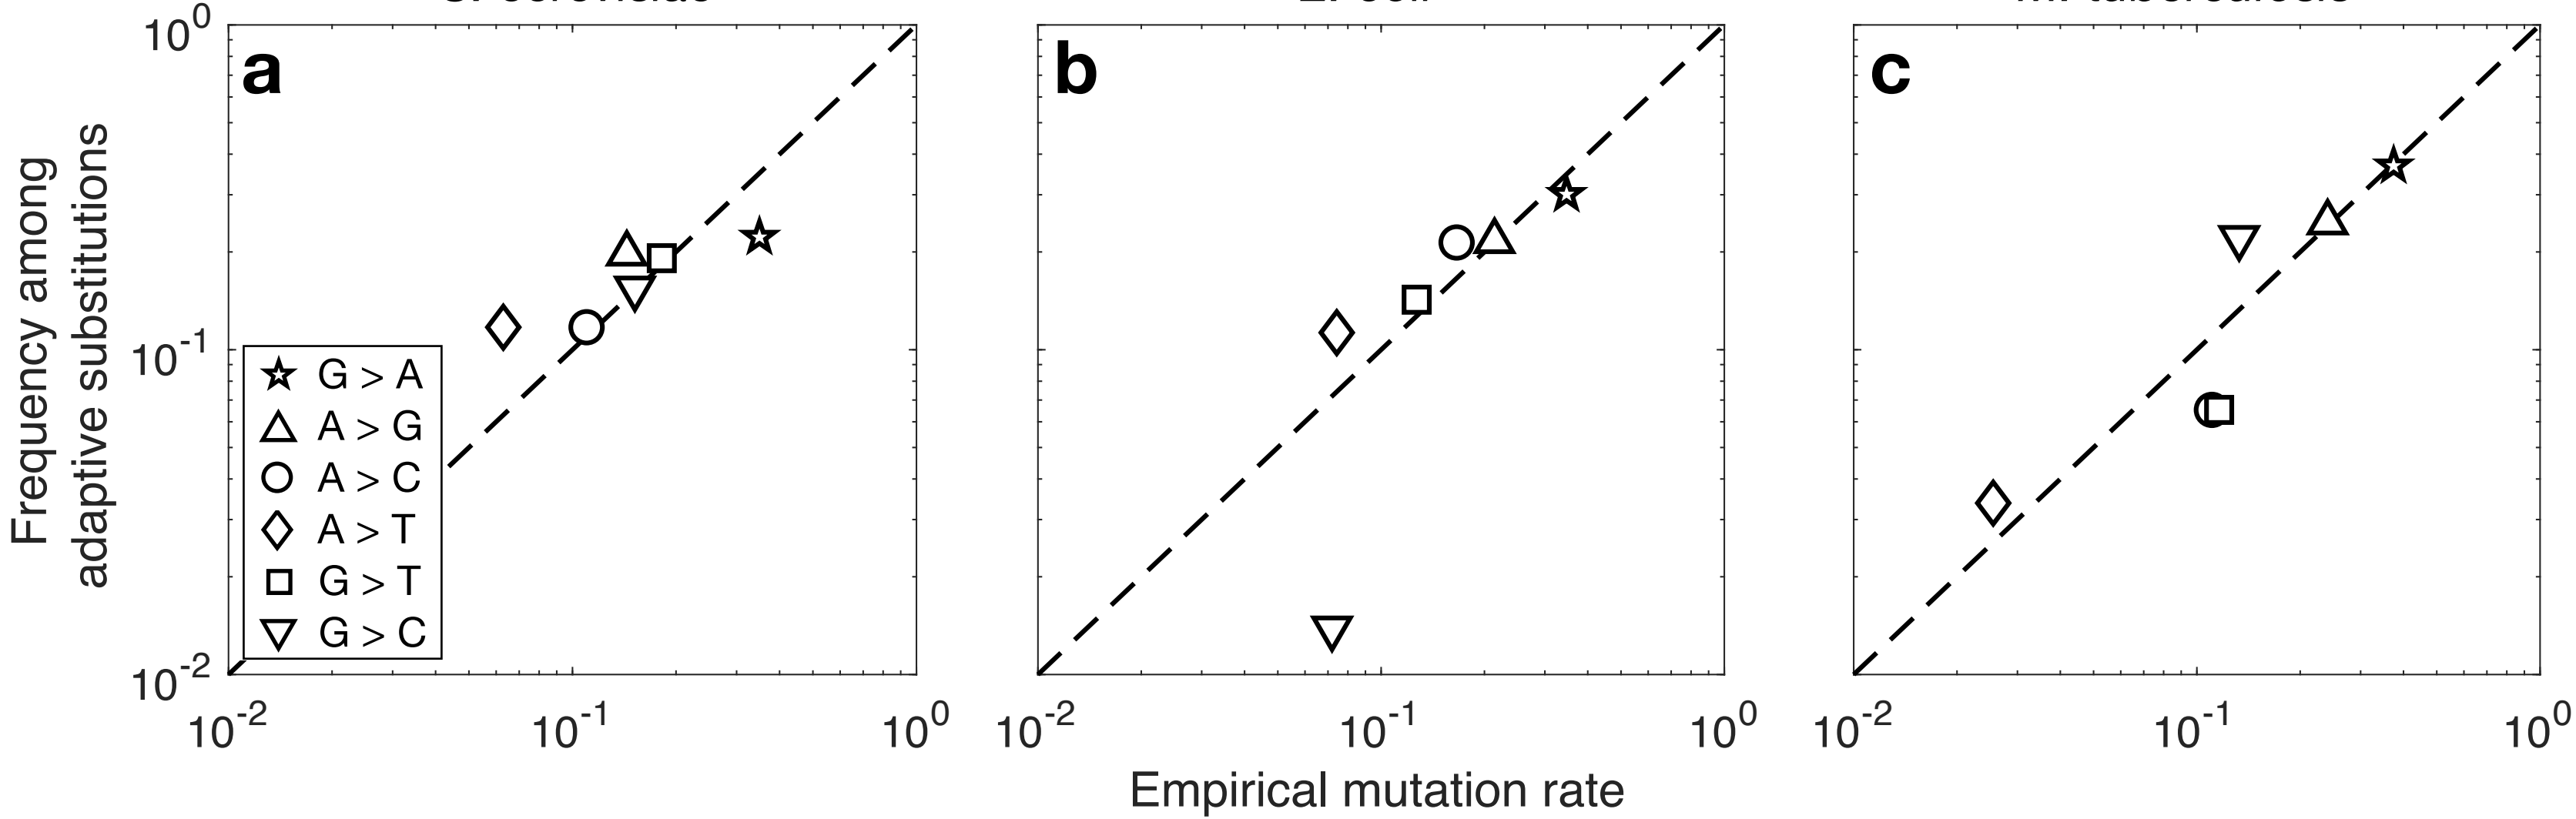 a
b
c
10^0
10^-1
10^-2
Frequency among
adaptive substitutions
G > A
A > G
A > C
A > T
G > T
G > C
10^-2 10^-1 10^0
10^-2 10^-1 10^0
10^-2 10^-1 10^0
Empirical mutation rate